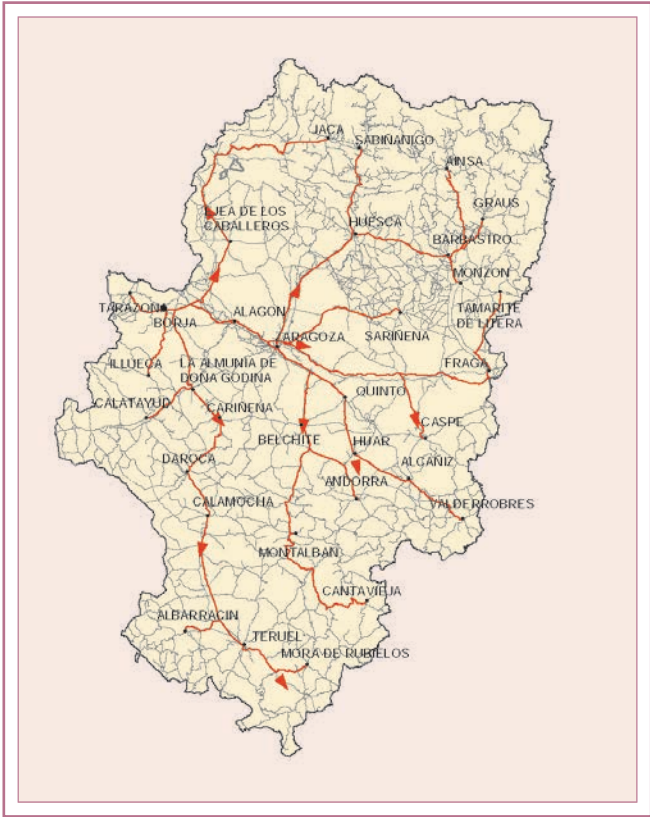 JACA
SABIÑANIGO
AINSA
GRAUS
EJEA DE LOS
CABALLEROS
HUESCA
BARBASTRO
MONZON
TARAZONA
BORJA
ALAGON
ZARAGOZA
SARIÑENA
TAMARITE
DE LITERA
ILLUECA
LA ALMUNÍA DE
DOÑA GODINA
FRAGA
CALATAYUD
CARIÑENA
QUINTO
CASPE
BELCHITE
HIJAR
DAROCA
ALCAÑIZ
ANDORRA
CALAMOCHA
VALDERROBRES
MONTALBAN
CANTAVIEJA
ALBARRACIN
TERUEL
MORA DE RUBIELOS